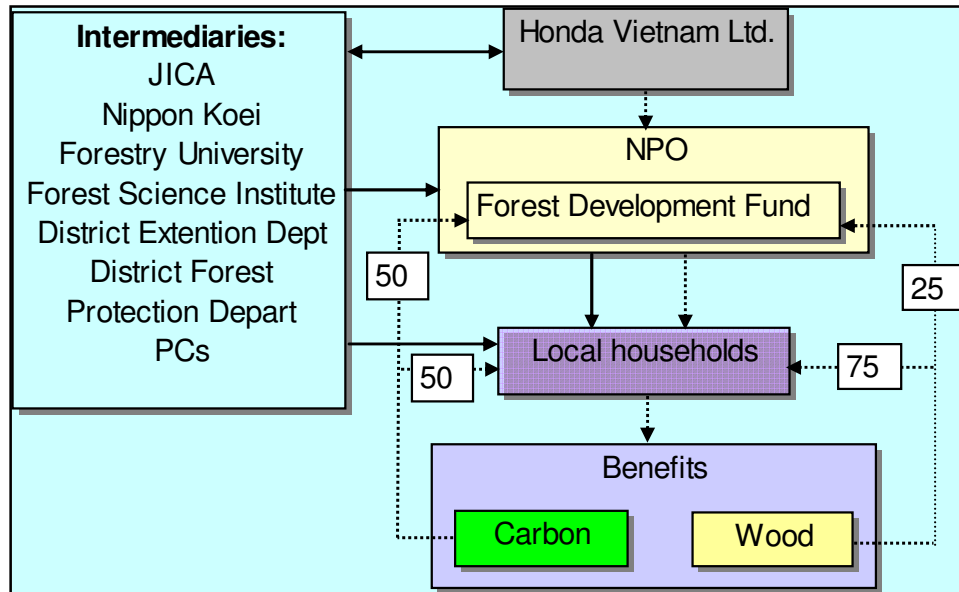 Intermediaries:
JICA
Nippon Koei
Forestry University
Forest Science Institute
District Extention Dept
District Forest
Protection Depart
PCs
Honda Vietnam Ltd.
NPO
Forest Development Fund
50
25
Local households
50
75
Benefits
Carbon
Wood